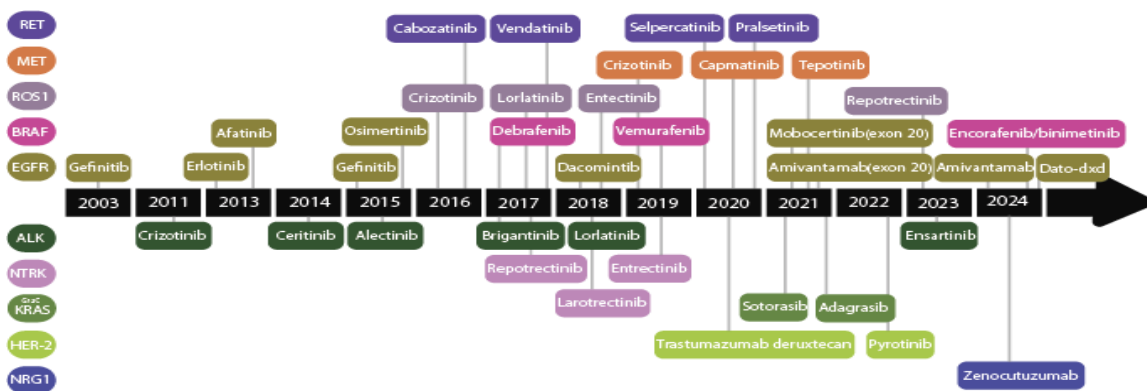 RET Cabozatinib Vendatinib Selpercatinib Pralsetinib
MET Crizotinib Capmatinib Tepotinib
ROS1 Crizotinib Lorlatinib Entectinib Repotrectinib
BRAF Debrafenib Vemurafenib Encorafenib/binimetinib
Afatinib Osimertinib Mobocertinib(exon 20)
EGFR Gefinitib Erlotinib Gefinitib Dacomintib Amivantamab(exon 20) Amivantamab Dato-dxd
2003 2011 2013 2014 2015 2016 2017 2018 2019 2020 2021 2022 2023 2024
ALK Crizotinib Ceritinib Alectinib Brigantinib Lorlatinib Ensartinib
NTRK Repotrectinib Entrectinib
Larotrectinib
KRAS Sotorasib Adagrasib
HER-2 Trastumazumab deruxtecan Pyrotinib
NRG1 Zenocutuzumab